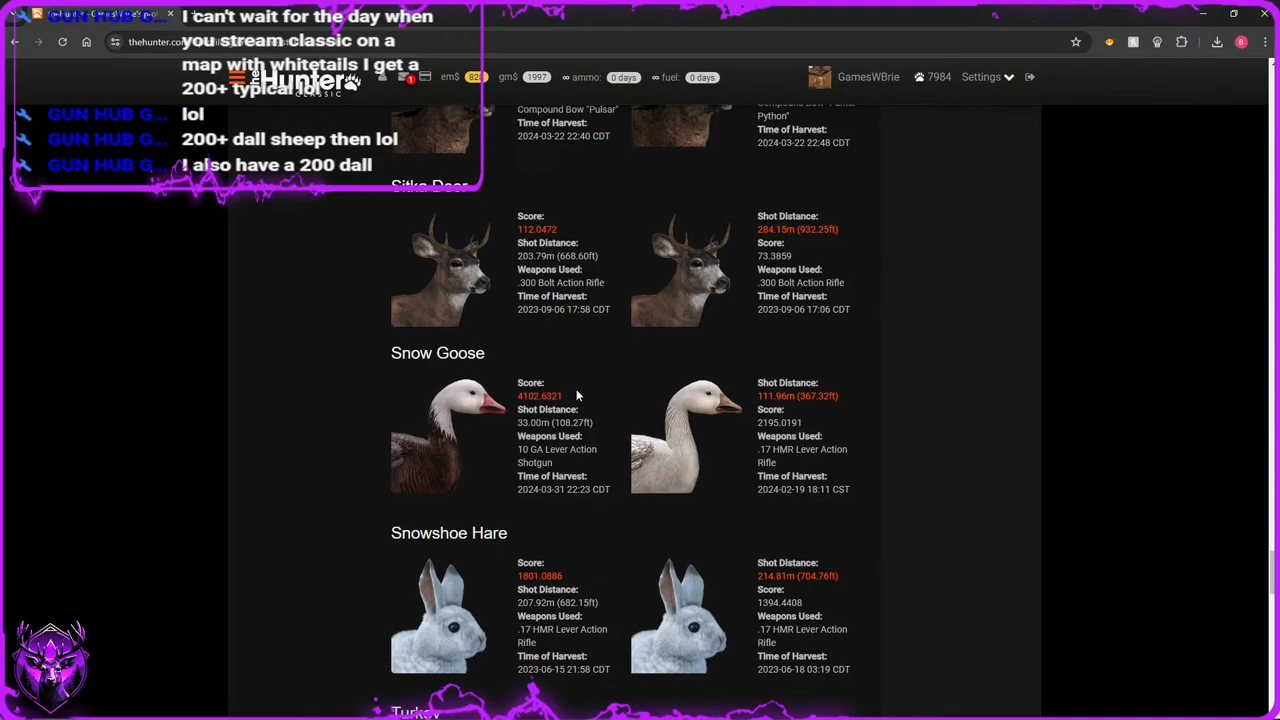 GUN HUB G... I can't wait for the day when
you stream classic on a
map with whitetails I get a
200+ typical lol
GUN HUB G... lol
GUN HUB G... 200+ dall sheep then lol
GUN HUB G... I also have a 200 dall
thehunter.com
theHunter
CLASSIC
1
em$
gm$ 1997
∞ ammo: 0 days
∞ fuel: 0 days
GamesWBrie
7984
Settings
B
Compound Bow "Pulsar"
Time of Harvest:
2024-03-22 22:40 CDT
Python"
Time of Harvest:
2024-03-22 22:48 CDT
Sitka Deer
Score:
112.0472
Shot Distance:
203.79m (668.60ft)
Weapons Used:
.300 Bolt Action Rifle
Time of Harvest:
2023-09-06 17:58 CDT
Shot Distance:
284.15m (932.25ft)
Score:
73.3859
Weapons Used:
.300 Bolt Action Rifle
Time of Harvest:
2023-09-06 17:06 CDT
Snow Goose
Score:
4102.6321
Shot Distance:
33.00m (108.27ft)
Weapons Used:
10 GA Lever Action
Shotgun
Time of Harvest:
2024-03-31 22:23 CDT
Shot Distance:
111.96m (367.32ft)
Score:
2195.0191
Weapons Used:
.17 HMR Lever Action
Rifle
Time of Harvest:
2024-02-19 18:11 CST
Snowshoe Hare
Score:
1801.0886
Shot Distance:
207.92m (682.15ft)
Weapons Used:
.17 HMR Lever Action
Rifle
Time of Harvest:
2023-06-15 21:58 CDT
Shot Distance:
214.81m (704.76ft)
Score:
1394.4408
Weapons Used:
.17 HMR Lever Action
Rifle
Time of Harvest:
2023-06-18 03:19 CDT
Turkey